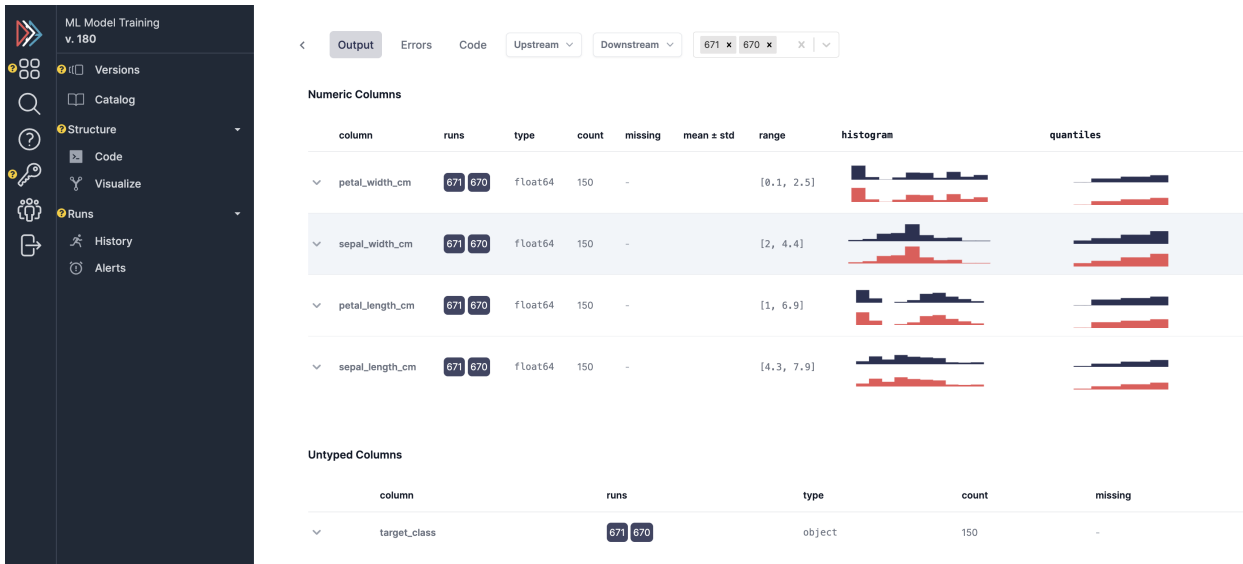 ML Model Training
v. 180
Versions
Catalog
Structure
Code
Visualize
Runs
History
Alerts
Output Errors Code Upstream Downstream 671 × 670 ×
Numeric Columns
column runs type count missing mean ± std range histogram quantiles
petal_width_cm 671 670 float64 150 - [0.1, 2.5]
sepal_width_cm 671 670 float64 150 - [2, 4.4]
petal_length_cm 671 670 float64 150 - [1, 6.9]
sepal_length_cm 671 670 float64 150 - [4.3, 7.9]
Untyped Columns
column runs type count missing
target_class 671 670 object 150 -